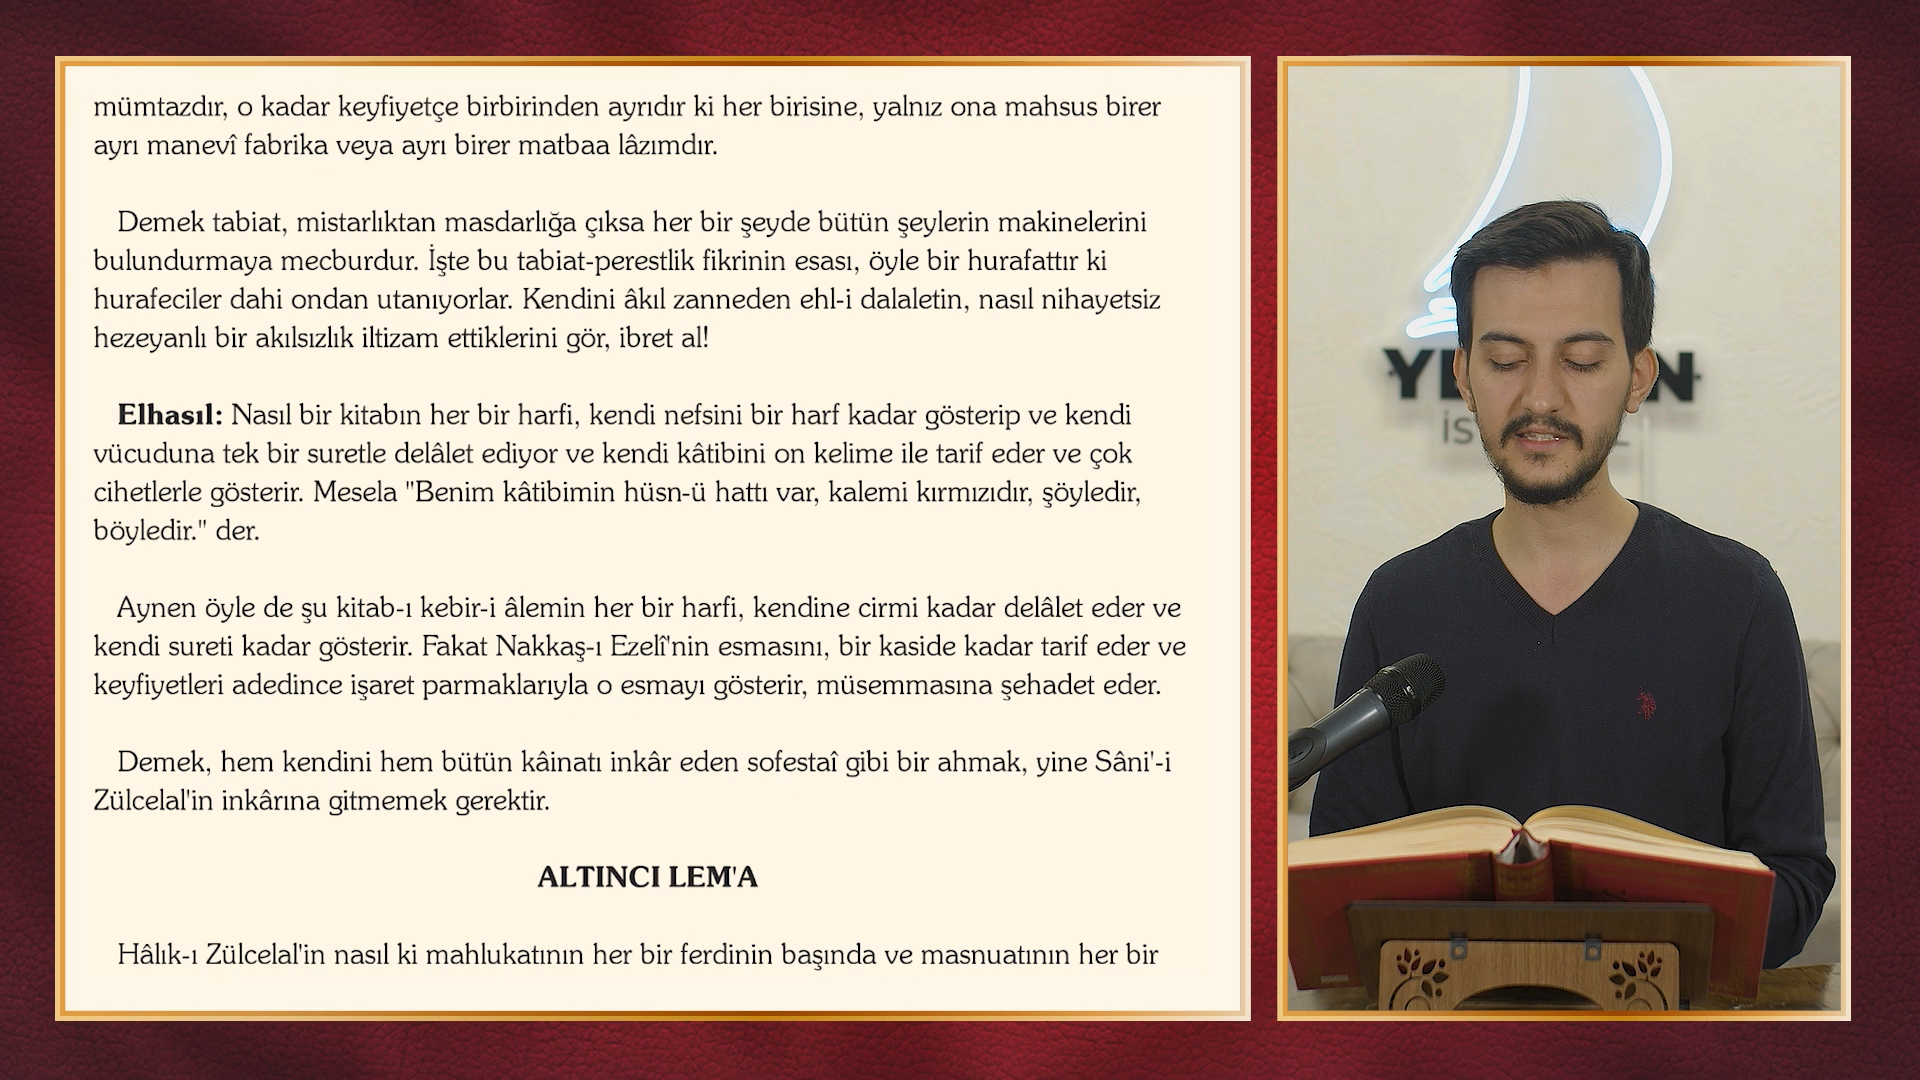 mümtazdır, o kadar keyfiyetçe birbirinden ayrıdır ki her birisine, yalnız ona mahsus birer
ayrı manevî fabrika veya ayrı birer matbaa lâzımdır.
Demek tabiat, mistarlıktan masdarlığa çıksa her bir şeyde bütün şeylerin makinelerini
bulundurmaya mecburdur. İşte bu tabiat-perestlik fikrinin esası, öyle bir hurafattır ki
hurafeciler dahi ondan utanıyorlar. Kendini âkıl zanneden ehl-i dalaletin, nasıl nihayetsiz
hezeyanlı bir akılsızlık iltizam ettiklerini gör, ibret al!
Elhasıl: Nasıl bir kitabın her bir harfi, kendi nefsini bir harf kadar gösterip ve kendi
vücuduna tek bir suretle delâlet ediyor ve kendi kâtibini on kelime ile tarif eder ve çok
cihetlerle gösterir. Mesela "Benim kâtibimin hüsn-ü hattı var, kalemi kırmızıdır, şöyledir,
böyledir." der.
Aynen öyle de şu kitab-ı kebir-i âlemin her bir harfi, kendine cirmi kadar delâlet eder ve
kendi sureti kadar gösterir. Fakat Nakkaş-ı Ezelî'nin esmasını, bir kaside kadar tarif eder ve
keyfiyetleri adedince işaret parmaklarıyla o esmayı gösterir, müsemmasına şehadet eder.
Demek, hem kendini hem bütün kâinatı inkâr eden sofestaî gibi bir ahmak, yine Sâni'-i
Zülcelal'in inkârına gitmemek gerektir.
ALTINCI LEM'A
Hâlık-ı Zülcelal'in nasıl ki mahlukatının her bir ferdinin başında ve masnuatının her bir